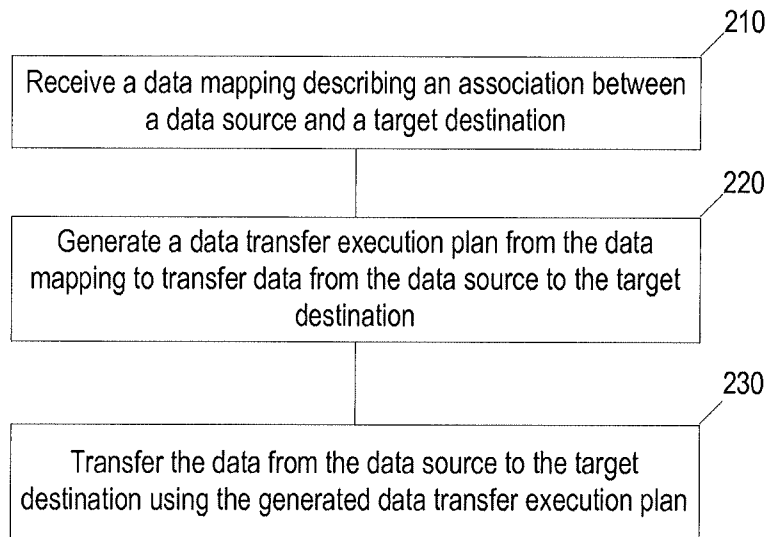 210
Receive a data mapping describing an association between
a data source and a target destination
220
Generate a data transfer execution plan from the data
mapping to transfer data from the data source to the target
destination
230
Transfer the data from the data source to the target
destination using the generated data transfer execution plan